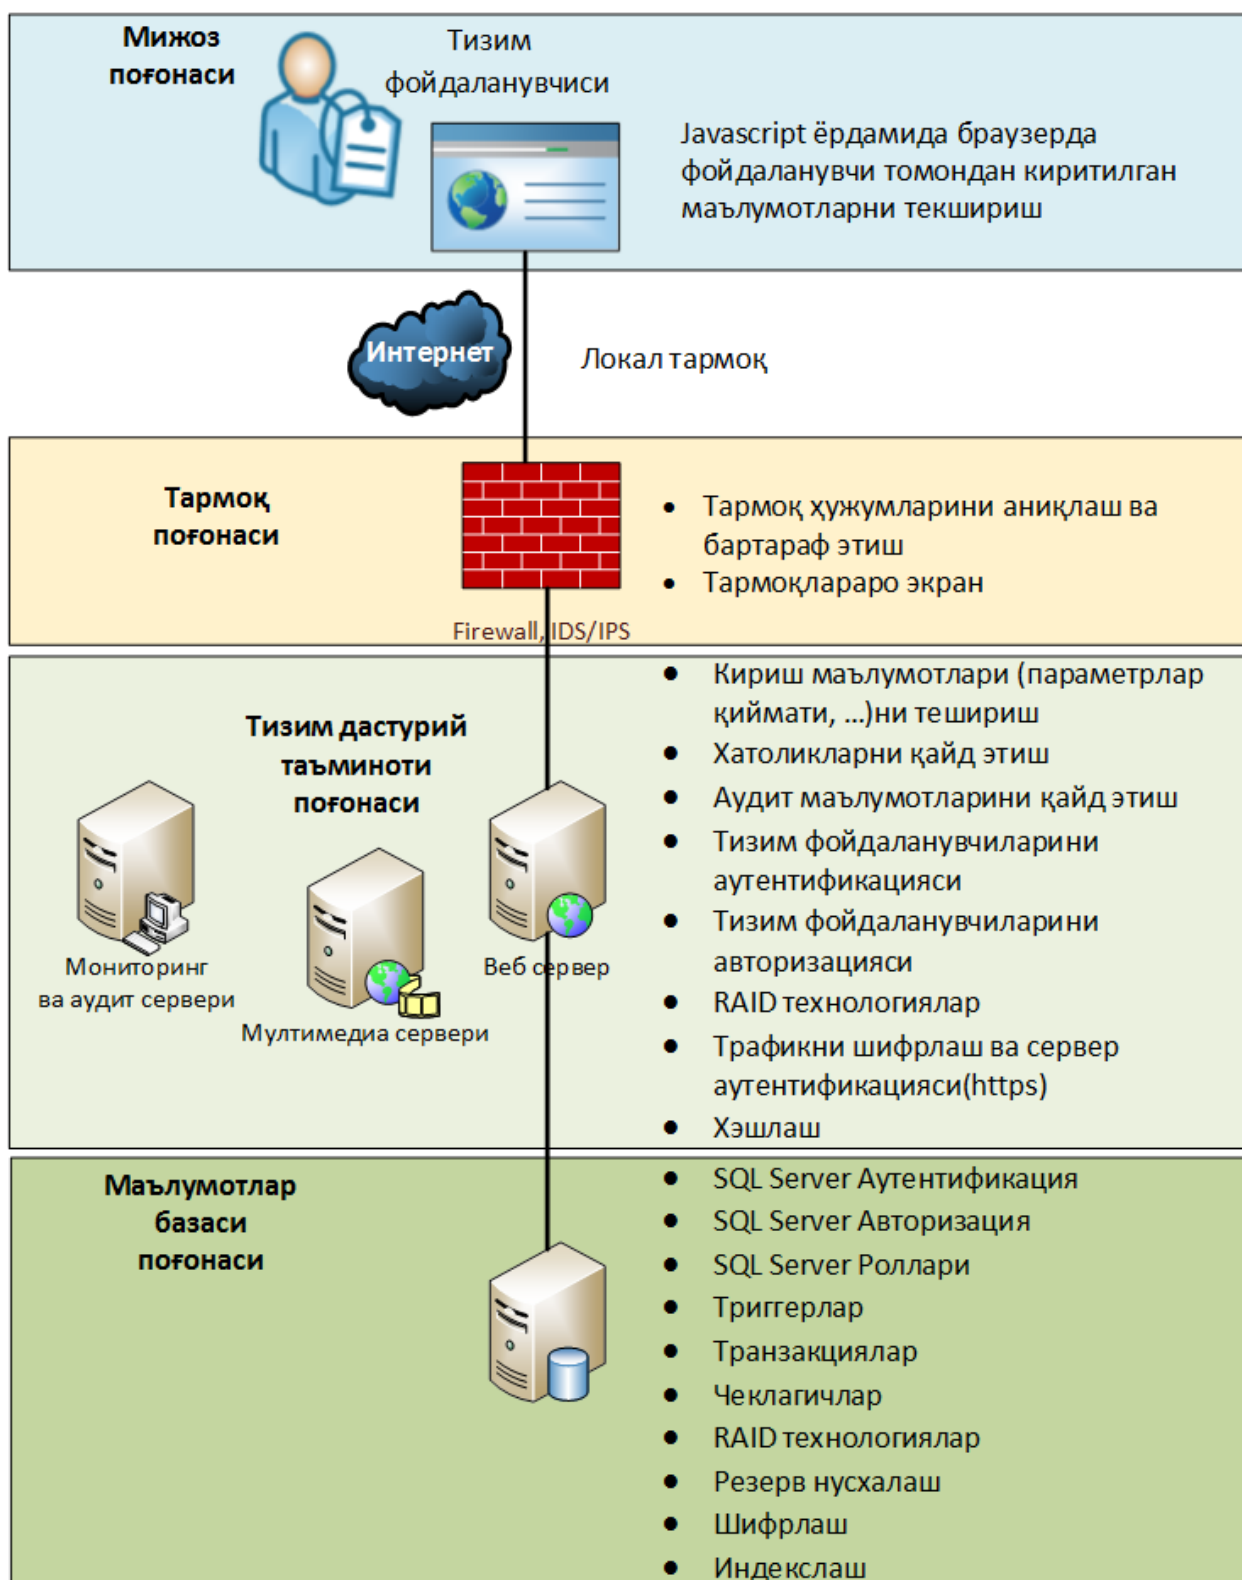 Мижоз
поғонаси
Тизим
фойдаланувчиси
Javascript ёрдамида браузерда
фойдаланувчи томондан киритилган
маълумотларни текшириш
Интернет
Локал тармоқ
Тармоқ
поғонаси
• Тармоқ ҳужумларини аниқлаш ва
бартараф этиш
• Тармоқлараро экран
Firewall, IDS/IPS
Тизим дастурий
таъминоти
поғонаси
Мониторинг
ва аудит сервери
Мултимедиа сервери
Веб сервер
• Кириш маълумотлари (параметрлар
қиймати, ...)ни тешириш
• Хатоликларни қайд этиш
• Аудит маълумотларини қайд этиш
• Тизим фойдаланувчиларини
аутентификацияси
• Тизим фойдаланувчиларини
авторизацияси
• RAID технологиялар
• Трафикни шифрлаш ва сервер
аутентификацияси(https)
• Хэшлаш
Маълумотлар
базаси
поғонаси
• SQL Server Аутентификация
• SQL Server Авторизация
• SQL Server Роллари
• Триггерлар
• Транзакциялар
• Чеклагичлар
• RAID технологиялар
• Резерв нусхалаш
• Шифрлаш
• Индекслаш